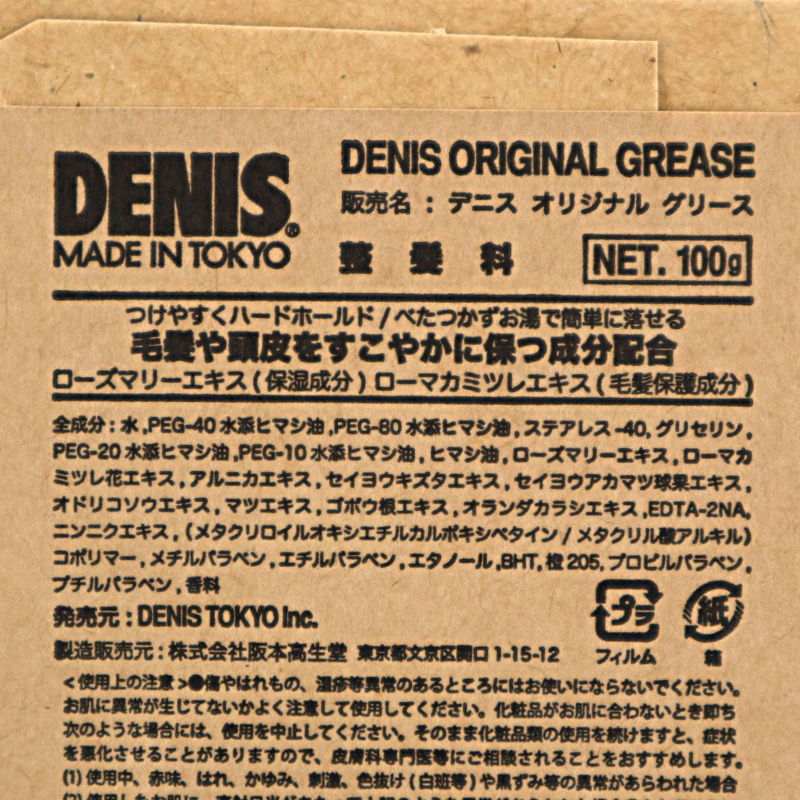 DENIS®
MADE IN TOKYO
DENIS ORIGINAL GREASE
販売名 : デニス オリジナル グリース
整 髪 料
NET. 100g
つけやすくハードホールド / べたつかずお湯で簡単に落せる
毛髪や頭皮をすこやかに保つ成分配合
ローズマリーエキス ( 保湿成分 ) ローマカミツレエキス ( 毛髪保護成分 )
全成分 : 水 , PEG-40 水添ヒマシ油 , PEG-80 水添ヒマシ油 , ステアレス -40, グリセリン ,
PEG-20 水添ヒマシ油 , PEG-10 水添ヒマシ油 , ヒマシ油 , ローズマリーエキス , ローマカ
ミツレ花エキス , アルニカエキス , セイヨウキズタエキス , セイヨウアカマツ球果エキス ,
オドリコソウエキス , マツエキス , ゴボウ根エキス , オランダカラシエキス , EDTA-2NA,
ニンニクエキス , ( メタクリロイルオキシエチルカルボキシベタイン / メタクリル酸アルキル )
コポリマー , メチルパラベン , エチルパラベン , エタノール , BHT, 橙 205, プロピルパラベン ,
ブチルパラベン , 香料
発売元 : DENIS TOKYO Inc.
製造販売元 : 株式会社阪本高生堂 東京都文京区関口 1-15-12
プラ
フィルム
紙
箱
< 使用上の注意 >●傷やはれもの、湿疹等異常のあるところにはお使いにならないでください。
お肌に異常が生じてないかよく注意して使用してください。化粧品がお肌に合わないとき即ち
次のような場合には、使用を中止してください。そのまま化粧品類の使用を続けますと、症状
を悪化させることがありますので、皮膚科専門医等にご相談されることをおすすめします。
(1) 使用中、赤味、はれ、かゆみ、刺激、色抜け ( 白斑等 ) や黒ずみ等の異常があらわれた場合